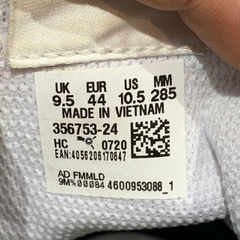 UK EUR US MM
9.5 44 10.5 285
MADE IN VIETNAM
356753-24
HC 0720
EAN:4056206170647
AD FMMLD
9M%00084 4600953088_1